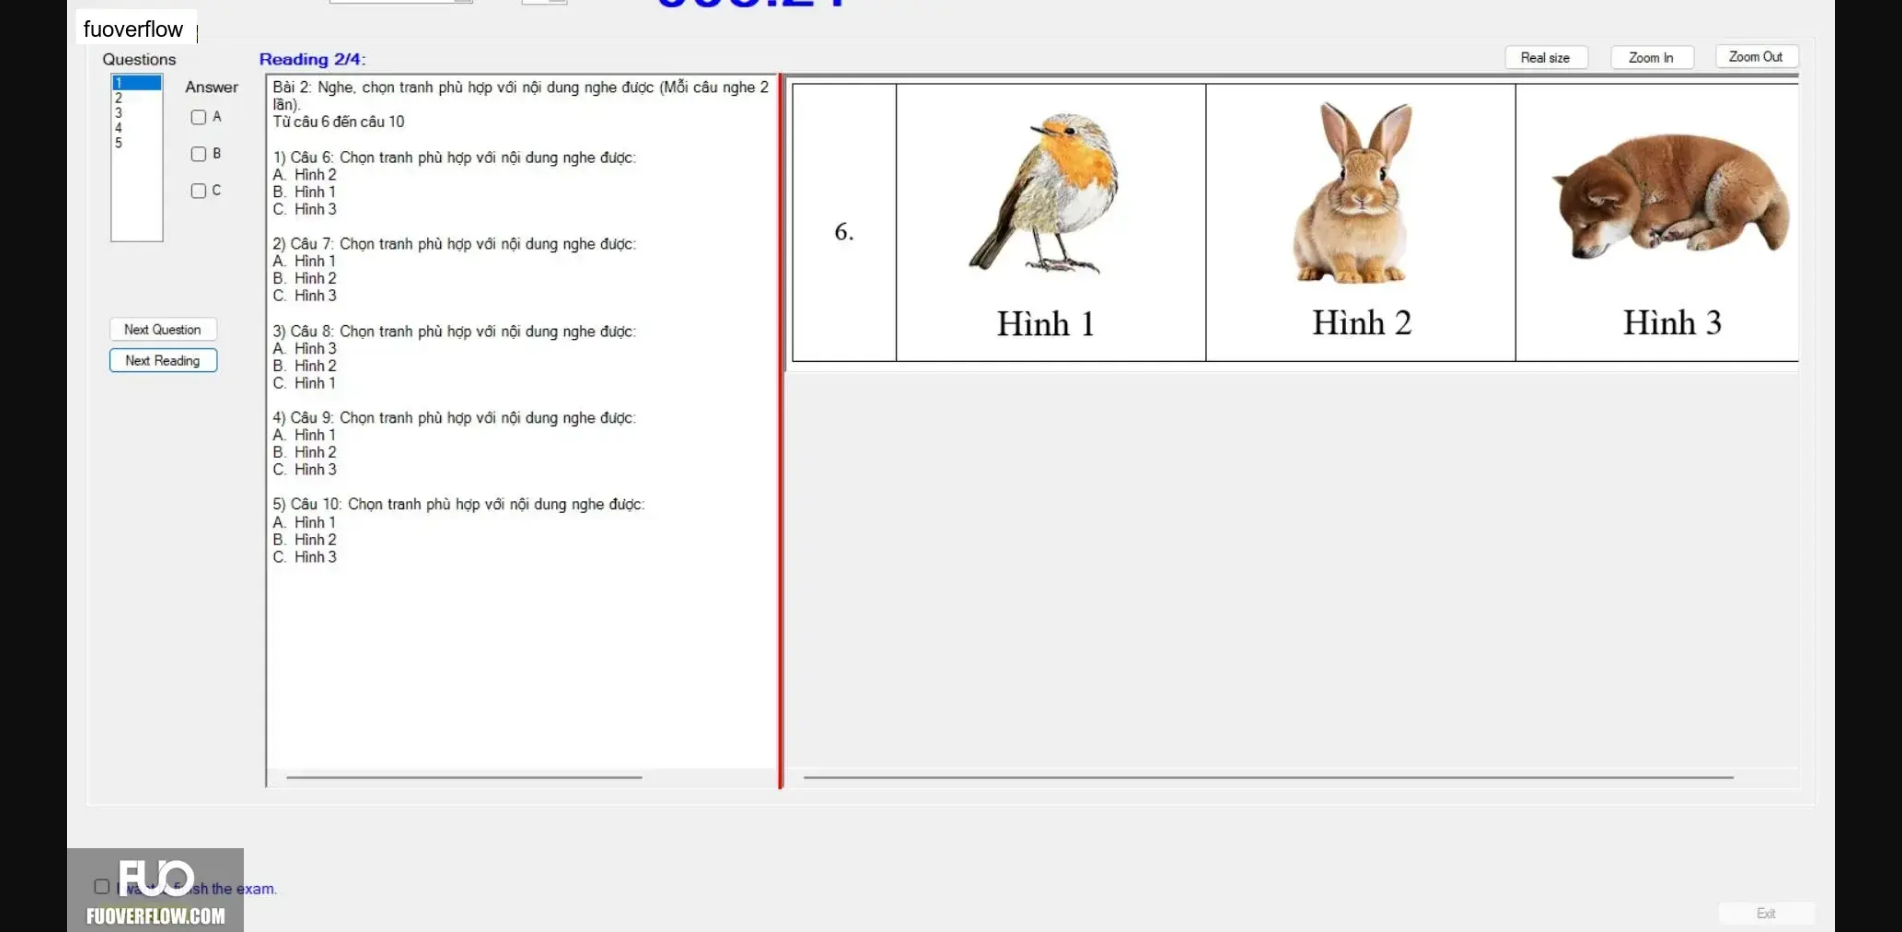 fuoverflow
Questions
Reading 2/4:
Real size
Zoom In
Zoom Out
1
2
3
4
5
Answer
A
B
C
Next Question
Next Reading
Bài 2: Nghe, chọn tranh phù hợp với nội dung nghe được (Mỗi câu nghe 2
lần).
Từ câu 6 đến câu 10
1) Câu 6: Chọn tranh phù hợp với nội dung nghe được:
A. Hình 2
B. Hình 1
C. Hình 3
2) Câu 7: Chọn tranh phù hợp với nội dung nghe được:
A. Hình 1
B. Hình 2
C. Hình 3
3) Câu 8: Chọn tranh phù hợp với nội dung nghe được:
A. Hình 3
B. Hình 2
C. Hình 1
4) Câu 9: Chọn tranh phù hợp với nội dung nghe được:
A. Hình 1
B. Hình 2
C. Hình 3
5) Câu 10: Chọn tranh phù hợp với nội dung nghe được:
A. Hình 1
B. Hình 2
C. Hình 3
6.
Hình 1
Hình 2
Hình 3
FUO
the exam.
FUOVERFLOW.COM
Exit